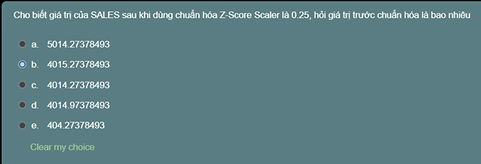 Cho biết giá trị của SALES sau khi dùng chuẩn hóa Z-Score Scaler là 0.25, hỏi giá trị trước chuẩn hóa là bao nhiêu
a. 5014.27378493
b. 4015.27378493
c. 4014.27378493
d. 4014.97378493
e. 404.27378493
Clear my choice